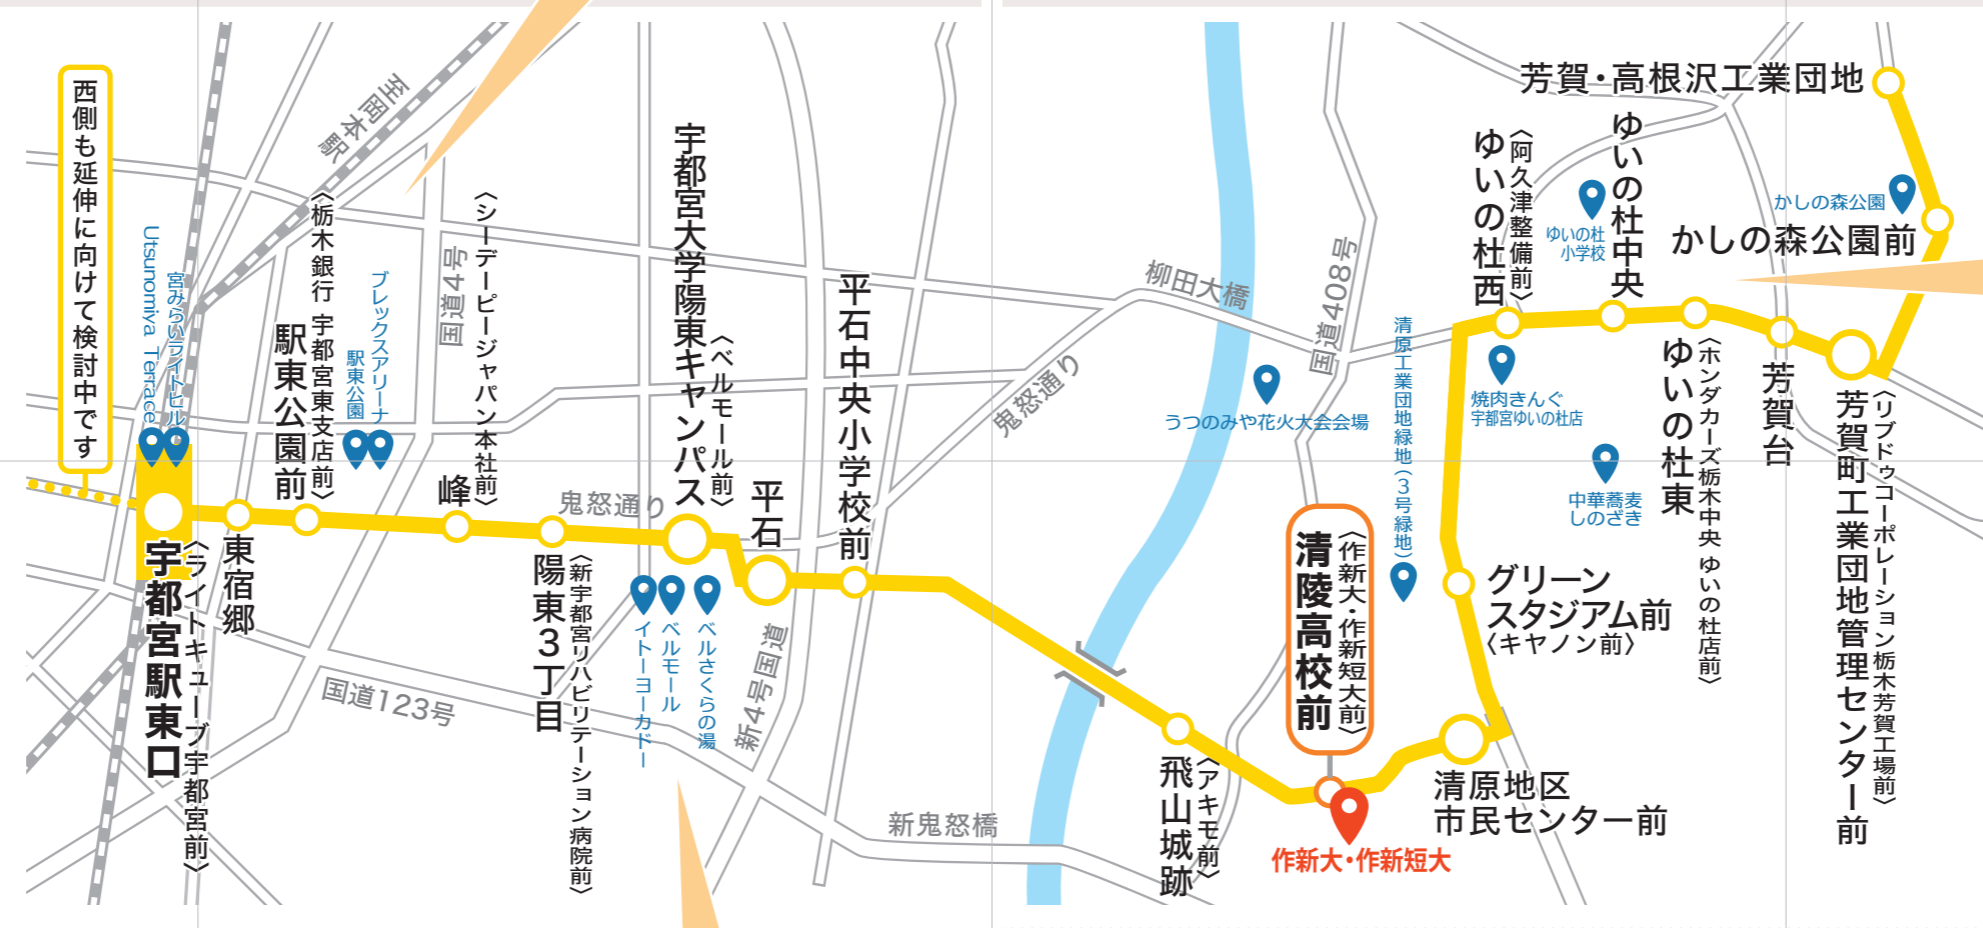 西側も延伸に向けて検討中です
Utsunomiya Terrace
宮みらいライトヒル
宇都宮駅東口
〈ライトキューブ宇都宮前〉
東宿郷
駅東公園前
〈栃木銀行 宇都宮東支店前〉
駅東公園
ブレックスアリーナ
至岡本駅
国道4号
峰
〈シーデーピージャパン本社前〉
鬼怒通り
陽東3丁目
〈新宇都宮リハビリテーション病院前〉
国道123号
宇都宮大学陽東キャンパス
〈ベルモール前〉
イトーヨーカドー
ベルモール
ベルさくらの湯
平石
新4号国道
平石中央小学校前
鬼怒通り
柳田大橋
新鬼怒橋
うつのみや花火大会会場
国道408号
飛山城跡
〈アキモ前〉
清陵高校前
〈作新大・作新短大前〉
作新大・作新短大
清原地区
市民センター前
清原工業団地緑地(3号緑地)
グリーン
スタジアム前
〈キヤノン前〉
ゆいの杜西
〈阿久津整備前〉
焼肉きんぐ
宇都宮ゆいの杜店
中華蕎麦
しのざき
ゆいの杜
小学校
ゆいの杜中央
ゆいの杜東
〈ホンダカーズ栃木中央 ゆいの杜店前〉
芳賀台
芳賀町工業団地管理センター前
〈リブドゥコーポレーション栃木芳賀工場前〉
かしの森公園
かしの森公園前
芳賀・高根沢工業団地